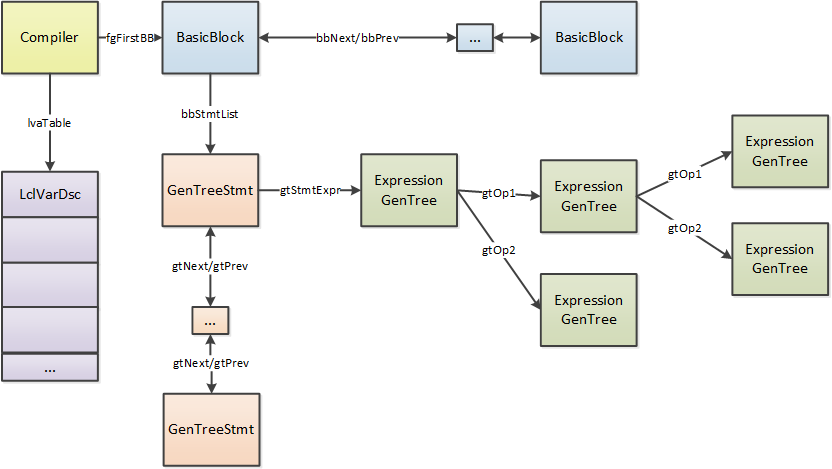 Compiler
fgFirstBB
BasicBlock
bbNext/bbPrev
...
BasicBlock
lvaTable
bbStmtList
LclVarDsc
...
GenTreeStmt
gtStmtExpr
Expression
GenTree
gtOp1
Expression
GenTree
gtOp1
Expression
GenTree
gtOp2
Expression
GenTree
gtOp2
Expression
GenTree
gtNext/gtPrev
...
gtNext/gtPrev
GenTreeStmt